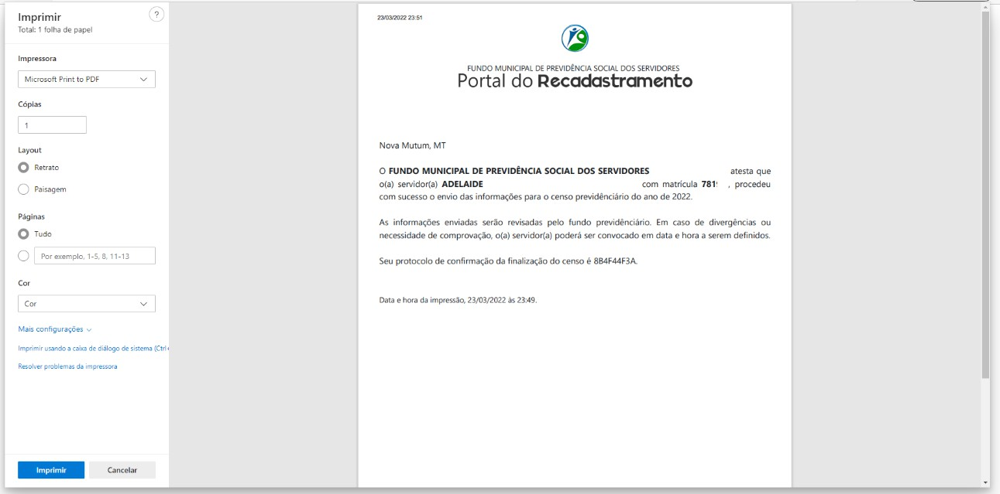 Imprimir
?
Total: 1 folha de papel
Impressora
Microsoft Print to PDF
Cópias
1
Layout
Retrato
Paisagem
Páginas
Tudo
Por exemplo, 1-5, 8, 11-13
Cor
Cor
Mais configurações
Imprimir usando a caixa de diálogo de sistema (Ctrl
Resolver problemas da impressora
Imprimir Cancelar
23/03/2022 23:51
FUNDO MUNICIPAL DE PREVIDÊNCIA SOCIAL DOS SERVIDORES
Portal do Recadastramento
Nova Mutum, MT
O FUNDO MUNICIPAL DE PREVIDÊNCIA SOCIAL DOS SERVIDORES atesta que
o(a) servidor(a) ADELAIDE com matrícula 781 , procedeu
com sucesso o envio das informações para o censo previdênciário do ano de 2022.
As informações enviadas serão revisadas pelo fundo previdenciário. Em caso de divergências ou
necessidade de comprovação, o(a) servidor(a) poderá ser convocado em data e hora a serem definidos.
Seu protocolo de confirmação da finalização do censo é 8B4F44F3A.
Data e hora da impressão, 23/03/2022 às 23:49.